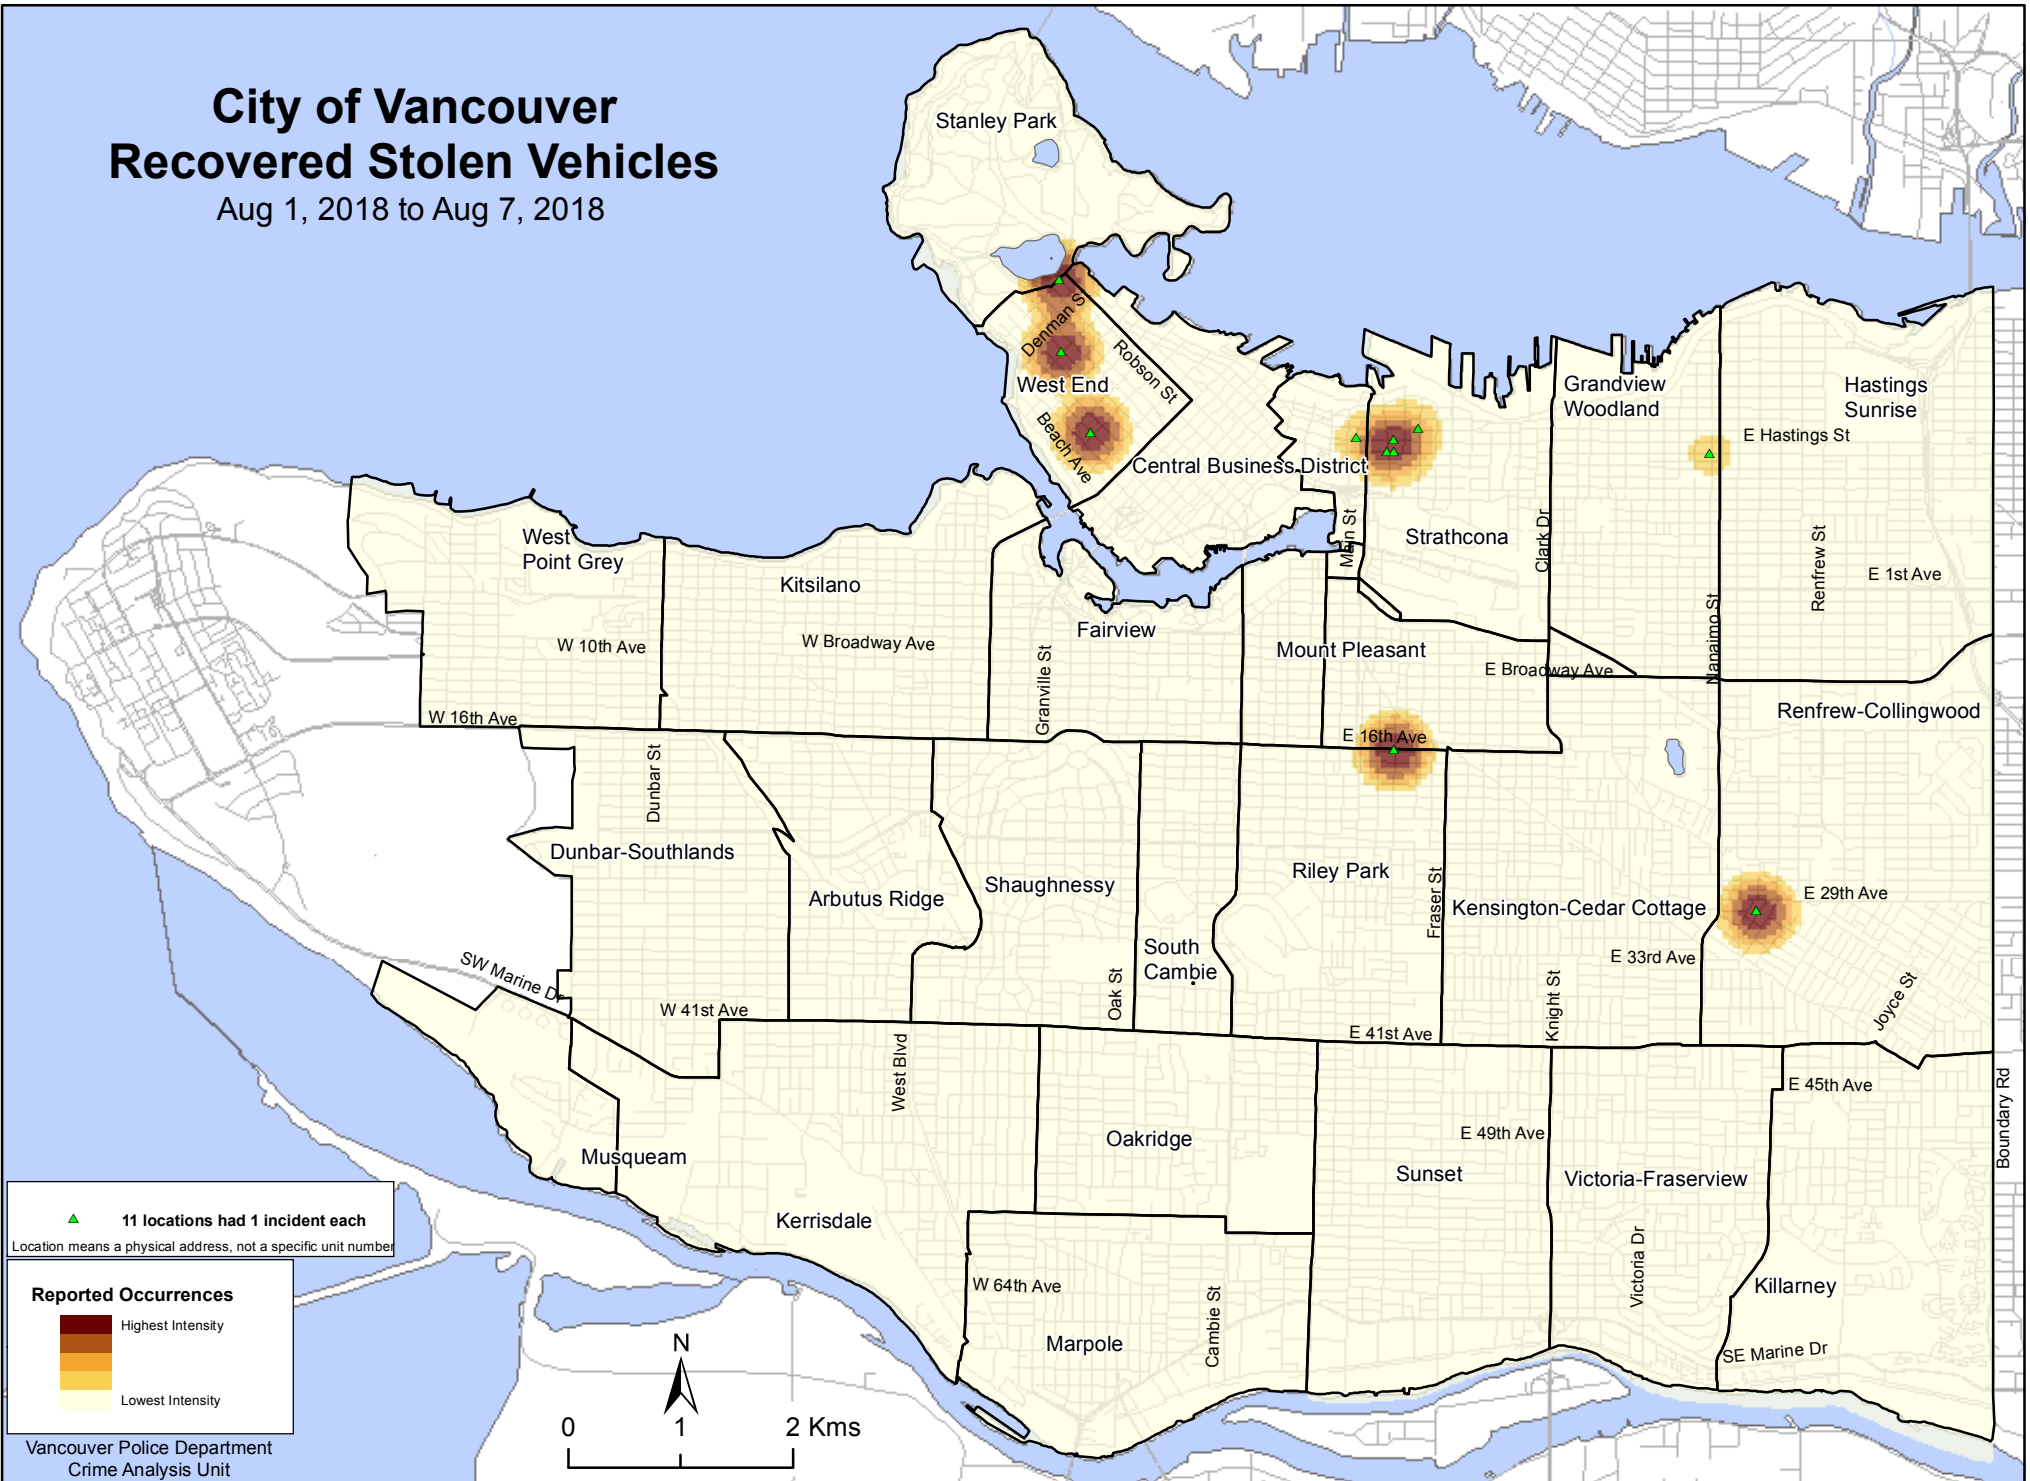 City of Vancouver
Recovered Stolen Vehicles
Aug 1, 2018 to Aug 7, 2018
Stanley Park
Denman St
Robson St
West End
Beach Ave
Central Business District
Grandview
Woodland
Hastings
Sunrise
E Hastings St
West
Point Grey
Kitsilano
Main St
Strathcona
Clark Dr
Renfrew St
E 1st Ave
W 10th Ave
W Broadway Ave
Fairview
Granville St
Mount Pleasant
E Broadway Ave
Nanaimo St
W 16th Ave
E 16th Ave
Renfrew-Collingwood
Dunbar St
Dunbar-Southlands
Arbutus Ridge
Shaughnessy
Riley Park
Fraser St
Kensington-Cedar Cottage
E 29th Ave
South
Cambie
E 33rd Ave
SW Marine Dr
W 41st Ave
Oak St
E 41st Ave
Knight St
Joyce St
West Blvd
E 45th Ave
Boundary Rd
Oakridge
E 49th Ave
Musqueam
Sunset
Victoria-Fraserview
Kerrisdale
Victoria Dr
W 64th Ave
Cambie St
Killarney
Marpole
SE Marine Dr
11 locations had 1 incident each
Location means a physical address, not a specific unit number
Reported Occurrences
Highest Intensity
Lowest Intensity
Vancouver Police Department
Crime Analysis Unit
N
0 1 2 Kms